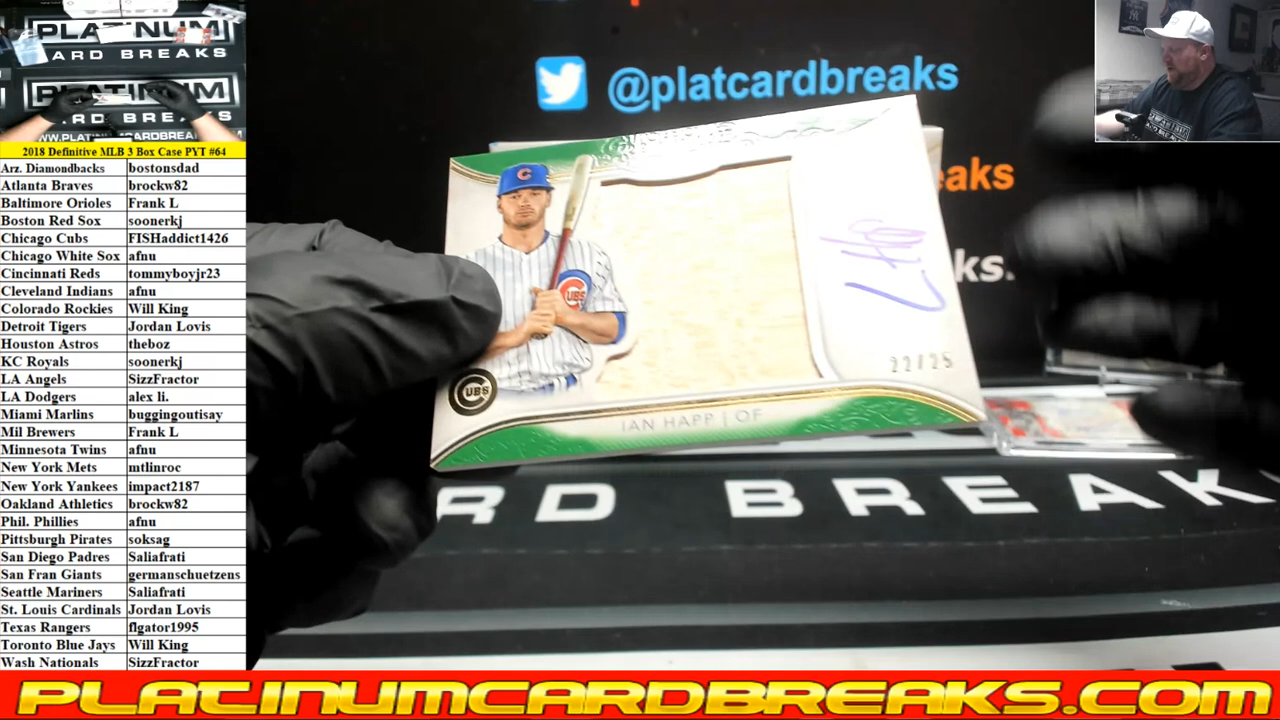 PLATINUM
CARD BREAKS
PLATINUM
WWW.PLATINUMCARDBREAKS.COM
2018 Definitive MLB 3 Box Case PYT #64
Arz. Diamondbacks bostonsdad
Atlanta Braves brockw82
Baltimore Orioles Frank L
Boston Red Sox soonerkj
Chicago Cubs FISHaddict1426
Chicago White Sox afnu
Cincinnati Reds tommyboyjr23
Cleveland Indians afnu
Colorado Rockies Will King
Detroit Tigers Jordan Lovis
Houston Astros theboz
KC Royals soonerkj
LA Angels SizzFractor
LA Dodgers alex li.
Miami Marlins buggingoutisay
Mil Brewers Frank L
Minnesota Twins afnu
New York Mets mtlinroc
New York Yankees impact2187
Oakland Athletics brockw82
Phil. Phillies afnu
Pittsburgh Pirates soksag
San Diego Padres Saliafrati
San Fran Giants germanschuetzens
Seattle Mariners Saliafrati
St. Louis Cardinals Jordan Lovis
Texas Rangers flgator1995
Toronto Blue Jays Will King
Wash Nationals SizzFractor
@platcardbreaks
eaks
ks.
CUBS
CUBS
22/25
IAN HAPP | OF
RD BREAK
PLATINUMCARDBREAKS.COM